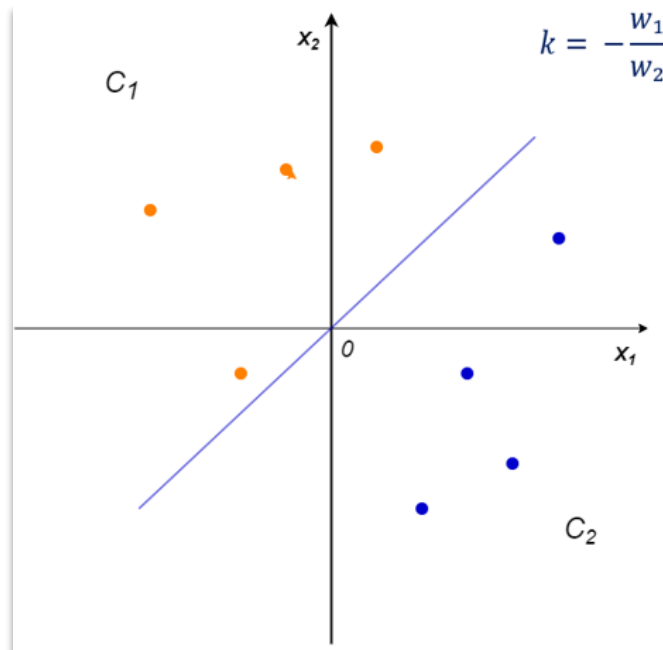 x₂
k = − w₁/w₂
C₁
0
x₁
C₂